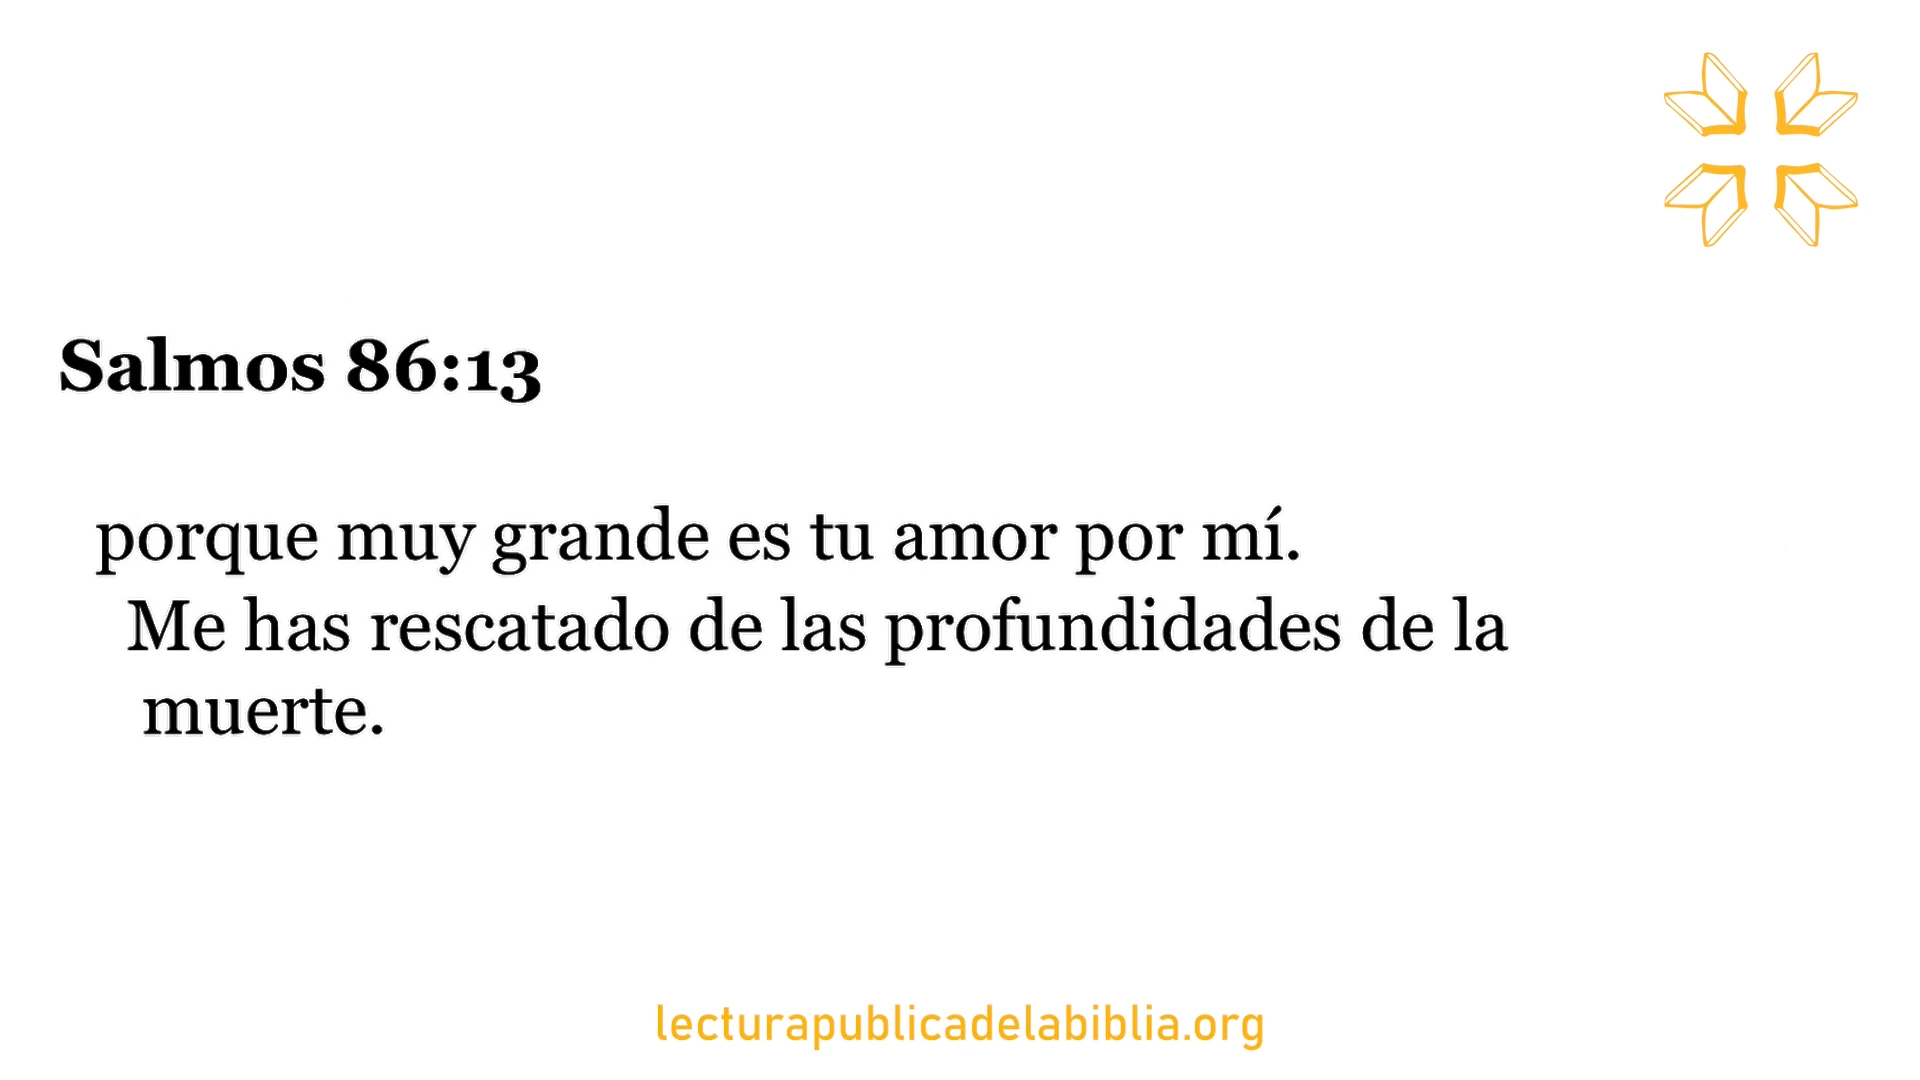 Salmos 86:13
porque muy grande es tu amor por mí.
Me has rescatado de las profundidades de la
muerte.
lecturapublicadelabiblia.org